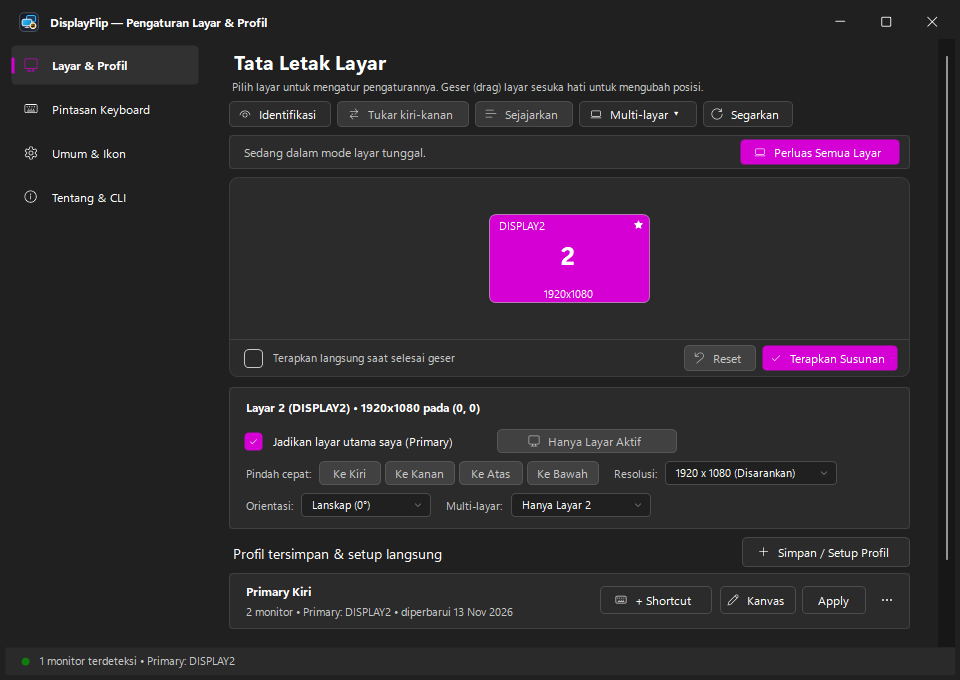 DisplayFlip — Pengaturan Layar & Profil
Layar & Profil
Pintasan Keyboard
Umum & Ikon
Tentang & CLI
Tata Letak Layar
Pilih layar untuk mengatur pengaturannya. Geser (drag) layar sesuka hati untuk mengubah posisi.
Identifikasi
Tukar kiri-kanan
Sejajarkan
Multi-layar
Segarkan
Sedang dalam mode layar tunggal.
Perluas Semua Layar
DISPLAY2
2
1920x1080
Terapkan langsung saat selesai geser
Reset
Terapkan Susunan
Layar 2 (DISPLAY2) • 1920x1080 pada (0, 0)
Jadikan layar utama saya (Primary)
Hanya Layar Aktif
Pindah cepat:
Ke Kiri
Ke Kanan
Ke Atas
Ke Bawah
Resolusi:
1920 x 1080 (Disarankan)
Orientasi:
Lanskap (0°)
Multi-layar:
Hanya Layar 2
Profil tersimpan & setup langsung
Simpan / Setup Profil
Primary Kiri
2 monitor • Primary: DISPLAY2 • diperbarui 13 Nov 2026
+ Shortcut
Kanvas
Apply
1 monitor terdeteksi • Primary: DISPLAY2